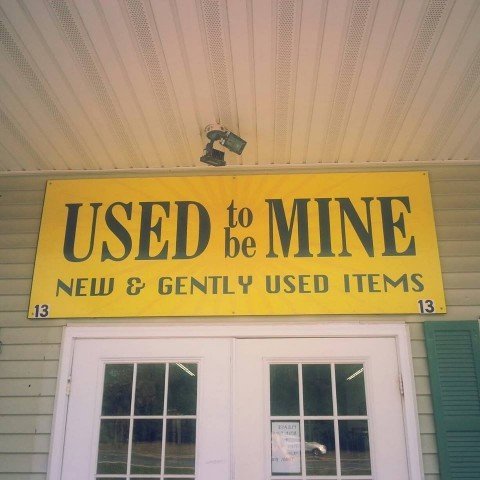 USED to be MINE
NEW & GENTLY USED ITEMS
13 13